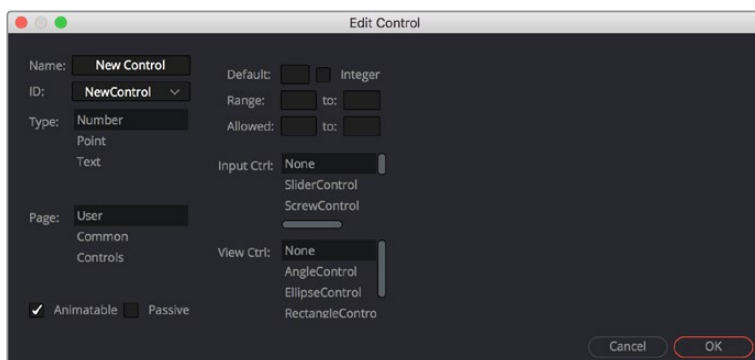 Edit Control
Name: New Control
ID: NewControl
Type: Number
Point
Text
Page: User
Common
Controls
Animatable Passive
Default: Integer
Range: to:
Allowed: to:
Input Ctrl: None
SliderControl
ScrewControl
View Ctrl: None
AngleControl
EllipseControl
RectangleContro
Cancel OK